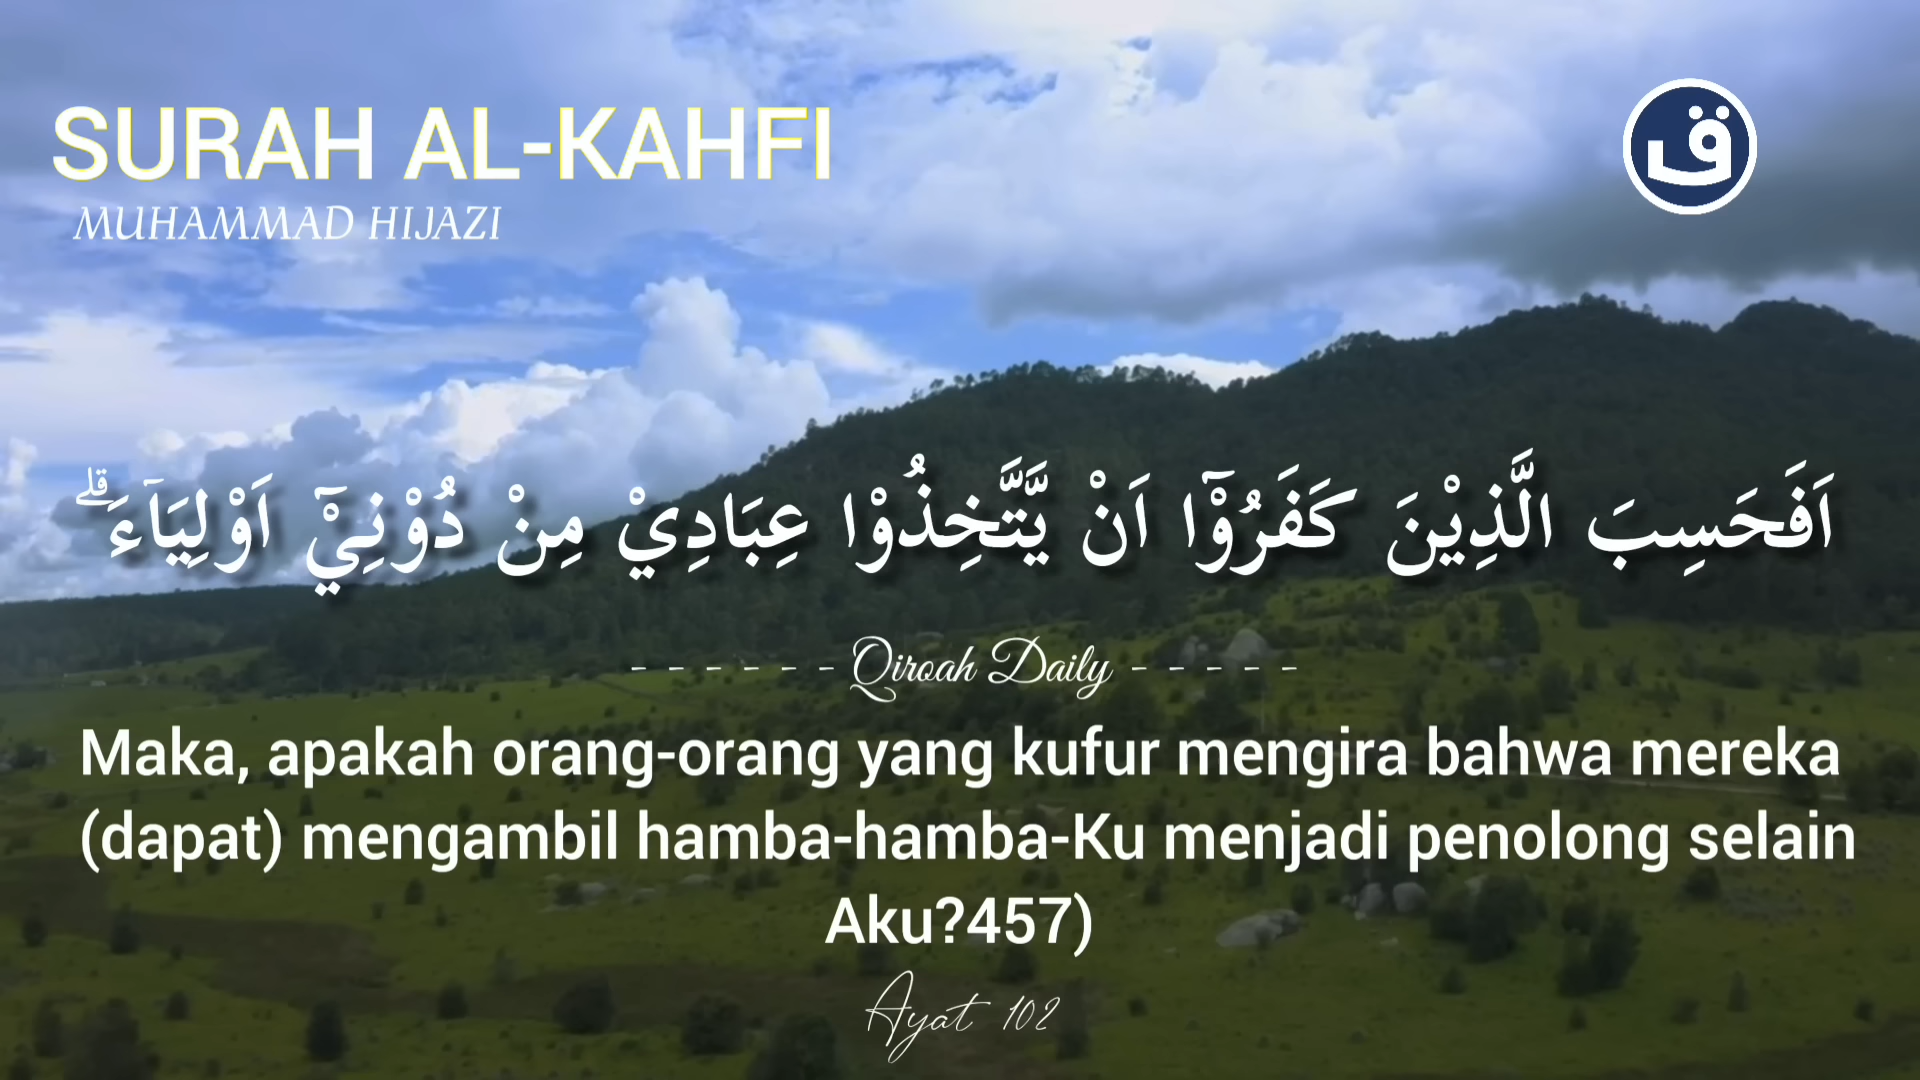 SURAH AL-KAHFI
MUHAMMAD HIJAZI
ق
اَفَحَسِبَ الَّذِيْنَ كَفَرُوْٓا اَنْ يَّتَّخِذُوْا عِبَادِيْ مِنْ دُوْنِيْٓ اَوْلِيَاۤءَ ۗ
- - - - - - Qiroah Daily - - - - -
Maka, apakah orang-orang yang kufur mengira bahwa mereka
(dapat) mengambil hamba-hamba-Ku menjadi penolong selain
Aku?457)
Ayat 102